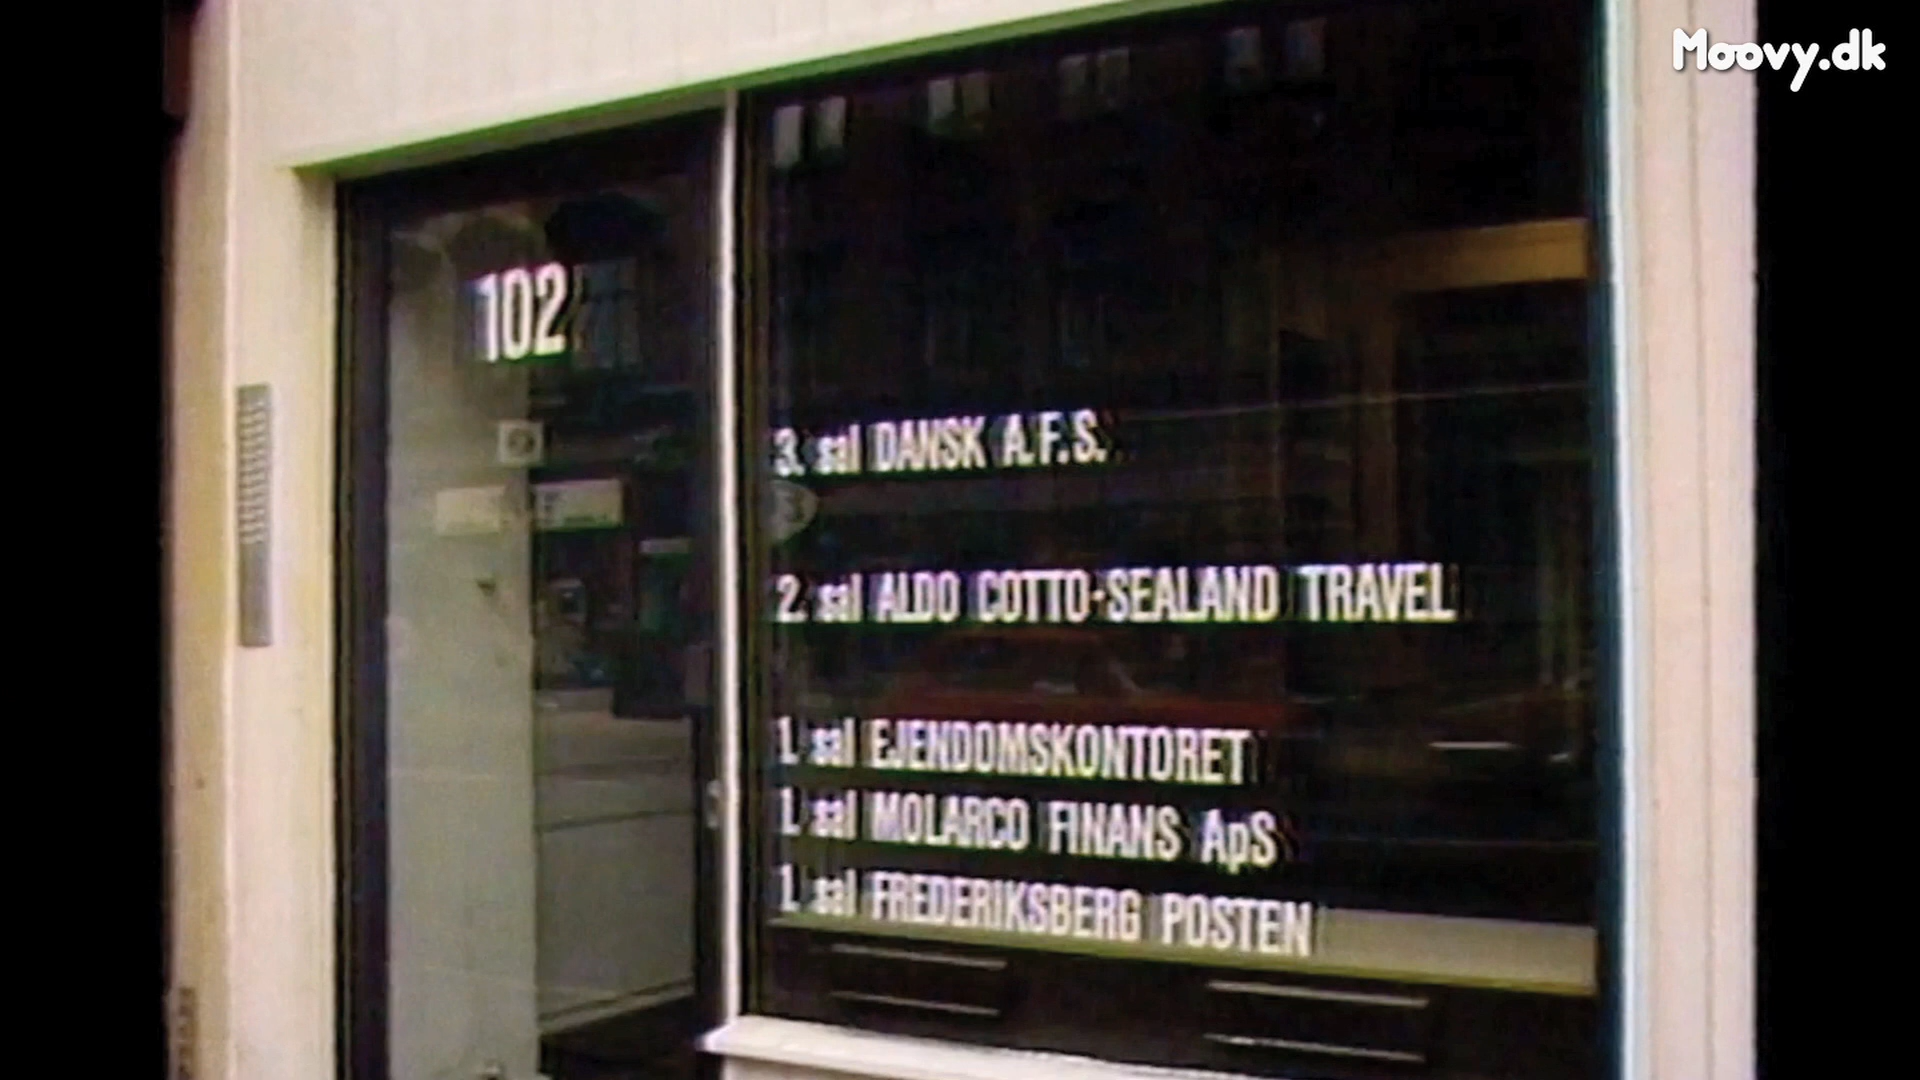 Moovy.dk
102
3. sal DANSK A.F.S.
2. sal ALDO COTTO-SEALAND TRAVEL
1. sal EJENDOMSKONTORET
1. sal MOLARCO FINANS ApS
1. sal FREDERIKSBERG POSTEN